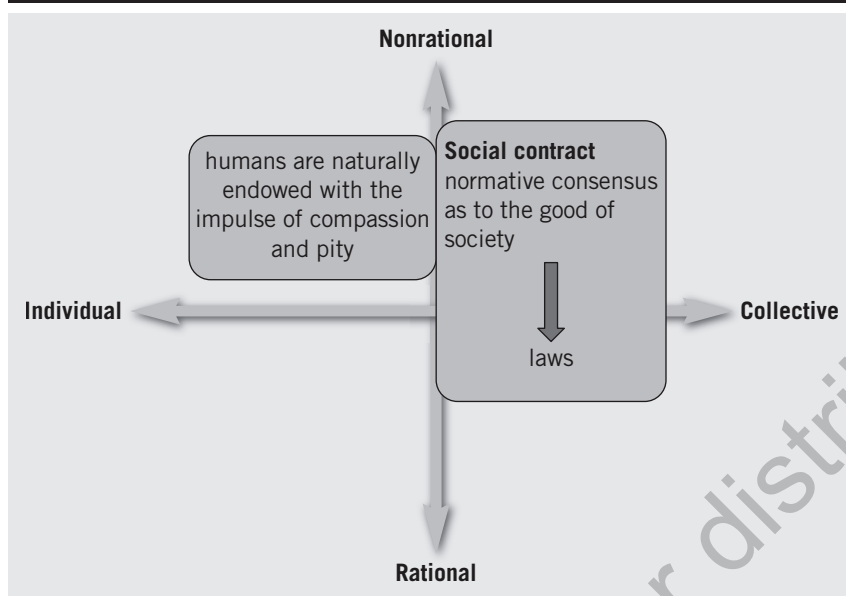 Nonrational
humans are naturally
endowed with the
impulse of compassion
and pity
Social contract
normative consensus
as to the good of
society
laws
Individual
Collective
Rational
r distri